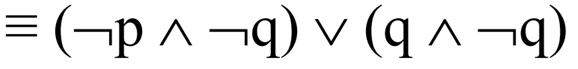 ≡ (¬p ∧ ¬q) ∨ (q ∧ ¬q)